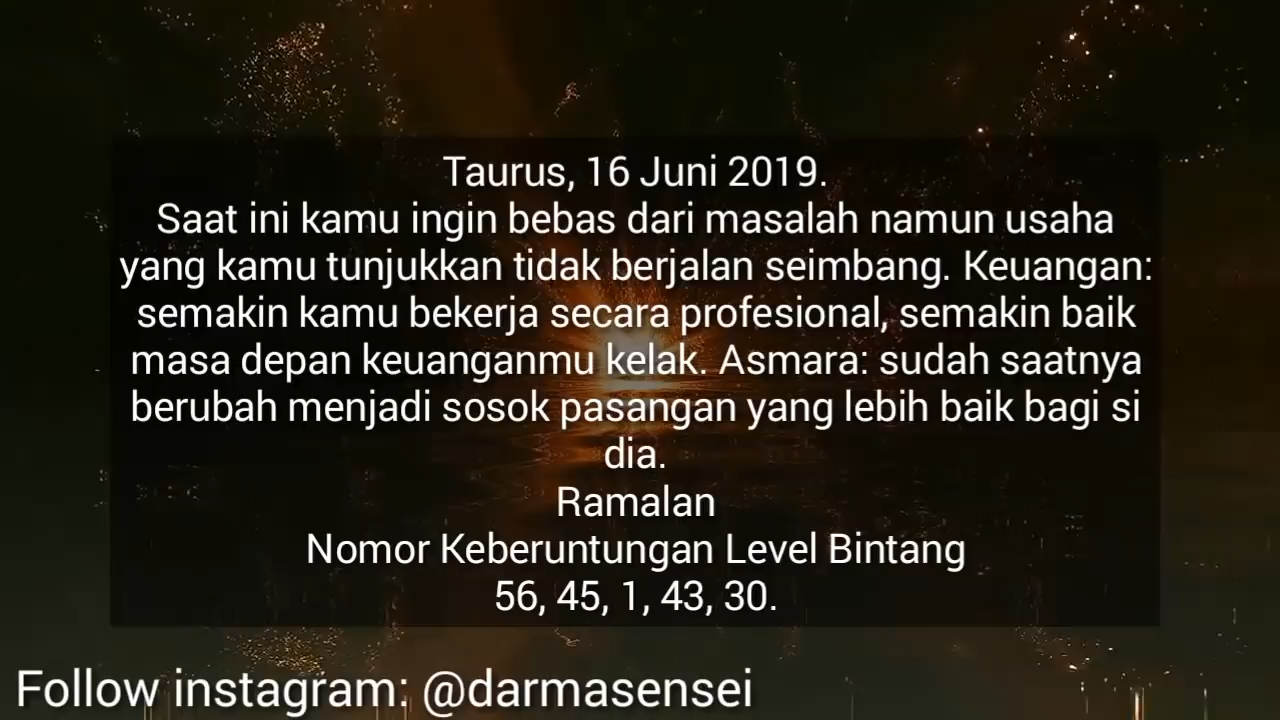 Taurus, 16 Juni 2019.
Saat ini kamu ingin bebas dari masalah namun usaha
yang kamu tunjukkan tidak berjalan seimbang. Keuangan:
semakin kamu bekerja secara profesional, semakin baik
masa depan keuanganmu kelak. Asmara: sudah saatnya
berubah menjadi sosok pasangan yang lebih baik bagi si
dia.
Ramalan
Nomor Keberuntungan Level Bintang
56, 45, 1, 43, 30.
Follow instagram: @darmasensei